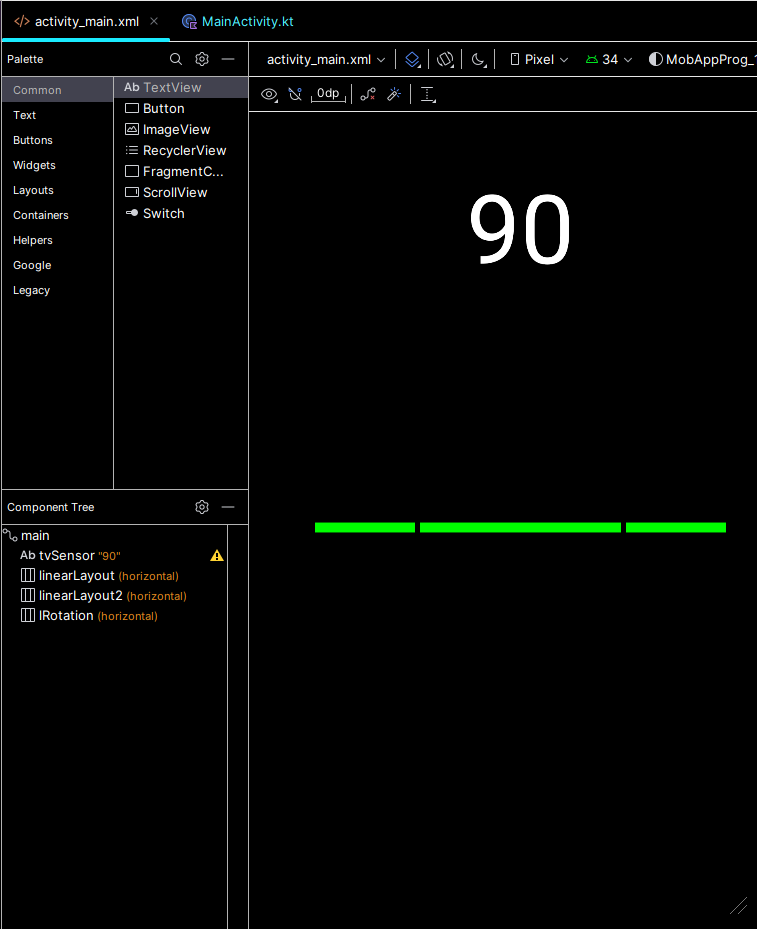 activity_main.xml
MainActivity.kt
Palette
activity_main.xml
Pixel
34
MobAppProg_
Common
Text
Buttons
Widgets
Layouts
Containers
Helpers
Google
Legacy
Ab TextView
Button
ImageView
RecyclerView
FragmentC...
ScrollView
Switch
0dp
90
Component Tree
main
Ab tvSensor "90"
linearLayout (horizontal)
linearLayout2 (horizontal)
lRotation (horizontal)